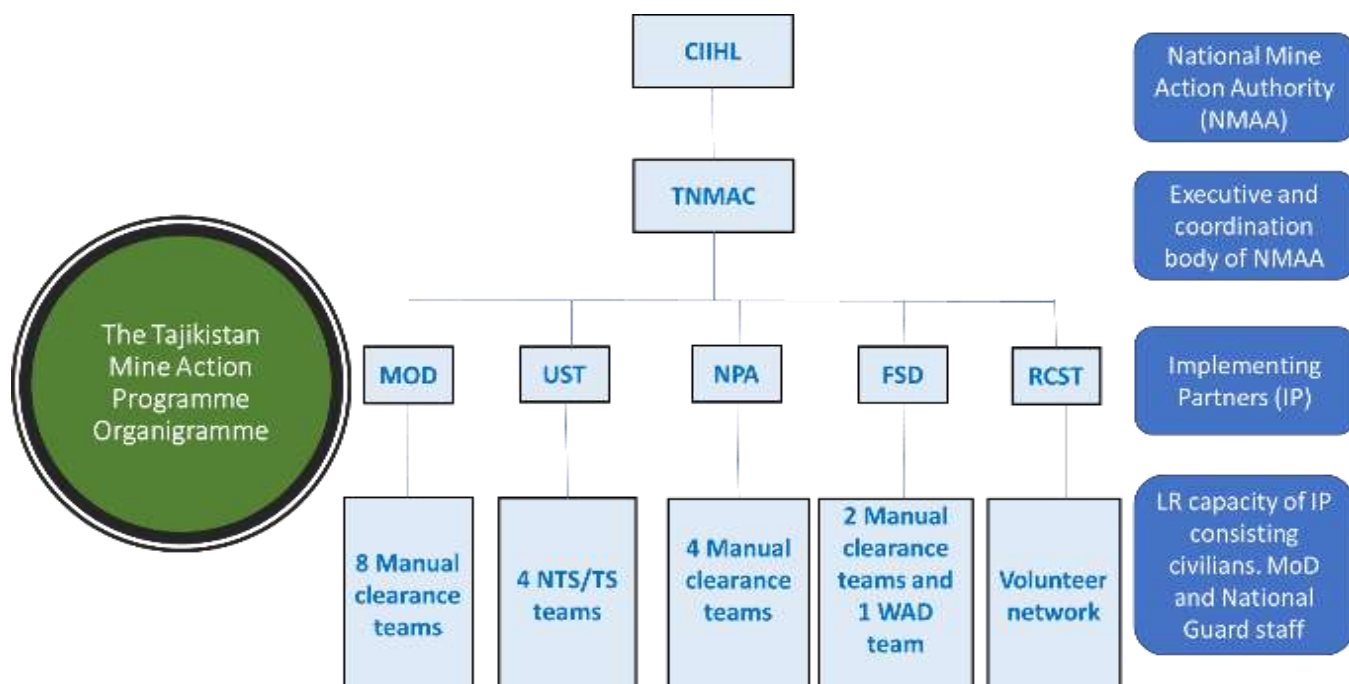 CIIHL
National Mine
Action Authority
(NMAA)
TNMAC
Executive and
coordination
body of NMAA
The Tajikistan
Mine Action
Programme
Organigramme
MOD
UST
NPA
FSD
RCST
Implementing
Partners (IP)
8 Manual
clearance
teams
4 NTS/TS
teams
4 Manual
clearance
teams
2 Manual
clearance
teams and
1 WAD
team
Volunteer
network
LR capacity of IP
consisting
civilians. MoD
and National
Guard staff